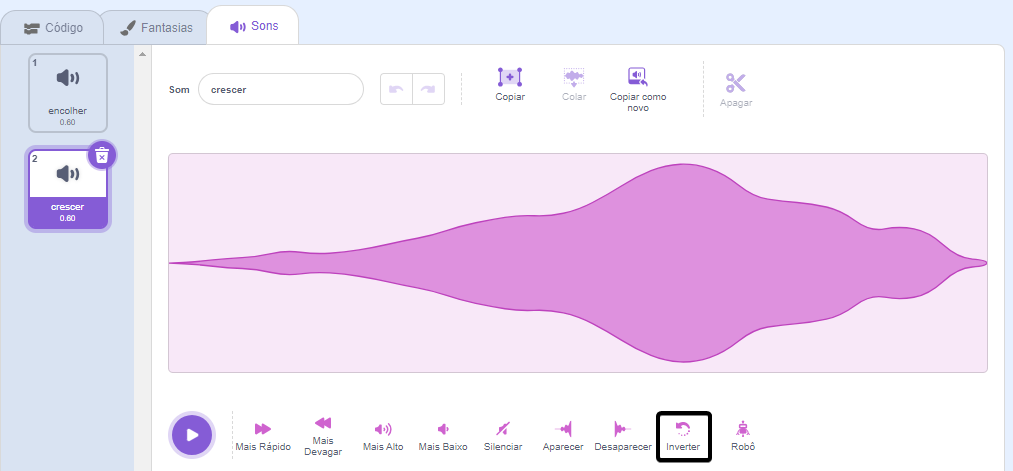 Código
Fantasias
Sons
1
encolher
0.60
2
crescer
0.60
Som
crescer
Copiar
Colar
Copiar como
novo
Apagar
Mais Rápido
Mais
Devagar
Mais Alto
Mais Baixo
Silenciar
Aparecer
Desaparecer
Inverter
Robô